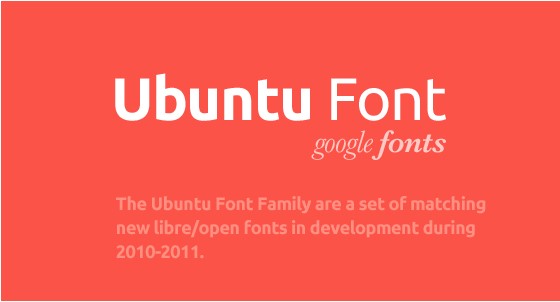 Ubuntu Font
google fonts
The Ubuntu Font Family are a set of matching
new libre/open fonts in development during
2010-2011.